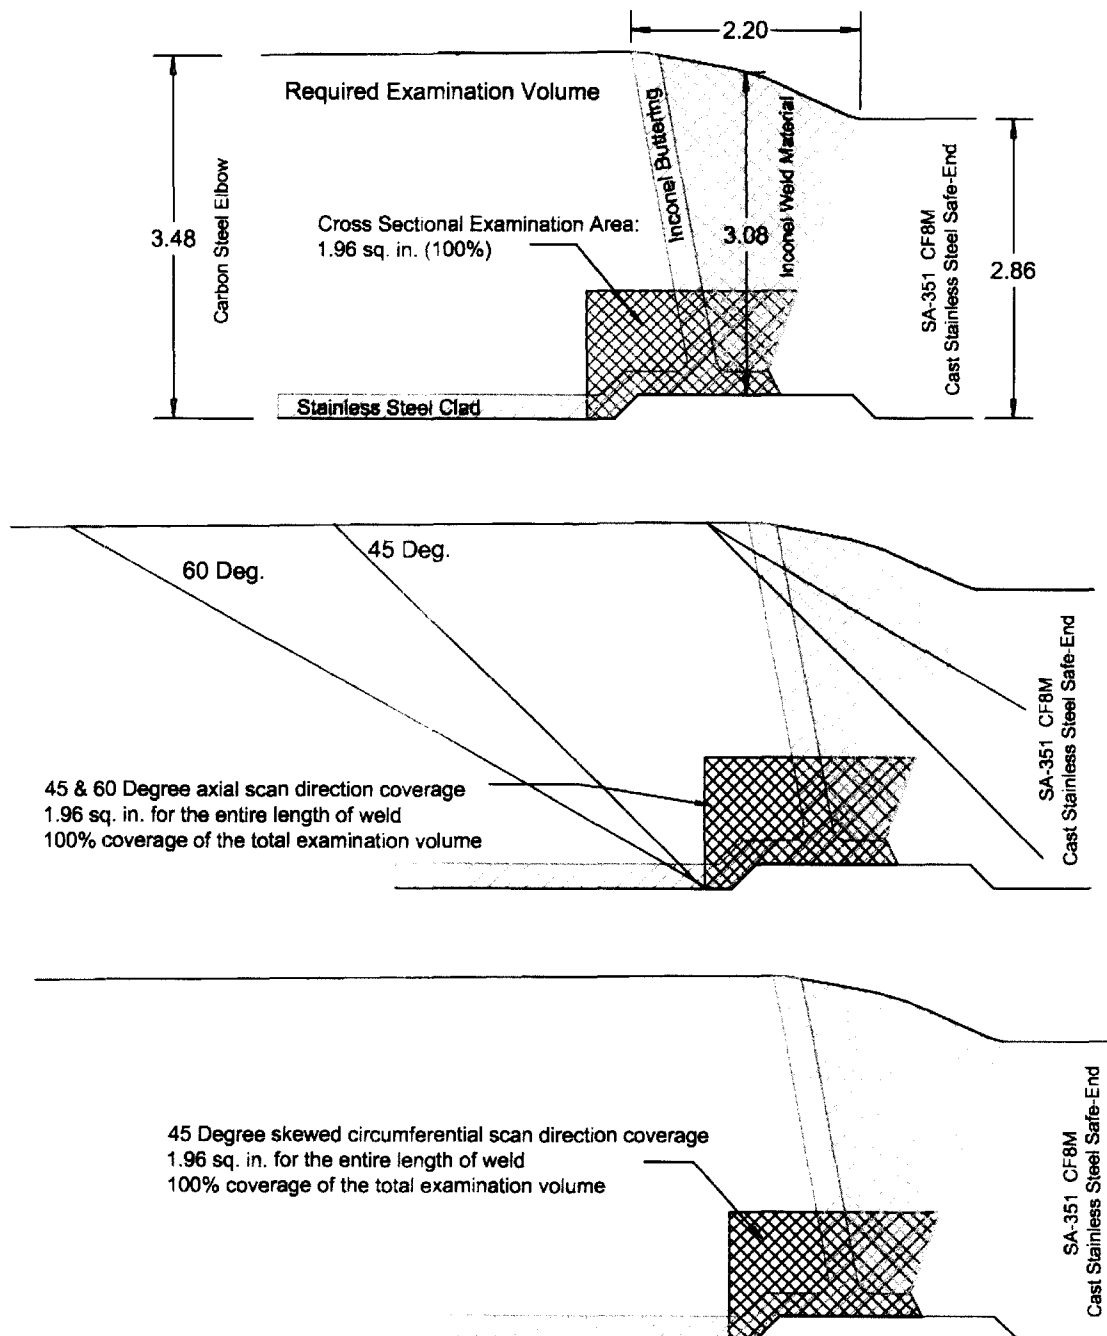 2.20
Required Examination Volume
Inconel Buttering
Inconel Weld Material
3.48
Carbon Steel Elbow
Cross Sectional Examination Area:
1.96 sq. in. (100%)
3.08
SA-351 CF8M
Cast Stainless Steel Safe-End
2.86
Stainless Steel Clad
45 Deg.
60 Deg.
SA-351 CF8M
Cast Stainless Steel Safe-End
45 & 60 Degree axial scan direction coverage
1.96 sq. in. for the entire length of weld
100% coverage of the total examination volume
45 Degree skewed circumferential scan direction coverage
1.96 sq. in. for the entire length of weld
100% coverage of the total examination volume
SA-351 CF8M
Cast Stainless Steel Safe-End